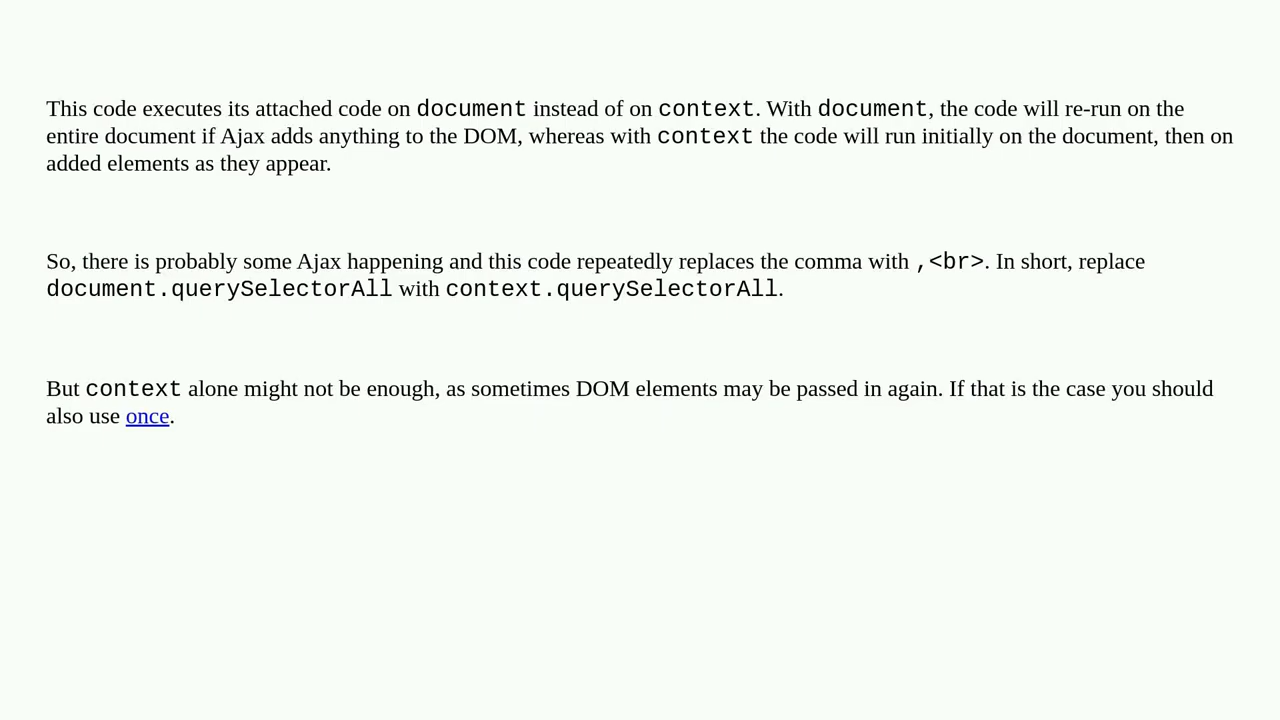 This code executes its attached code on document instead of on context. With document, the code will re-run on the
entire document if Ajax adds anything to the DOM, whereas with context the code will run initially on the document, then on
added elements as they appear.
So, there is probably some Ajax happening and this code repeatedly replaces the comma with ,<br>. In short, replace
document.querySelectorAll with context.querySelectorAll.
But context alone might not be enough, as sometimes DOM elements may be passed in again. If that is the case you should
also use once.